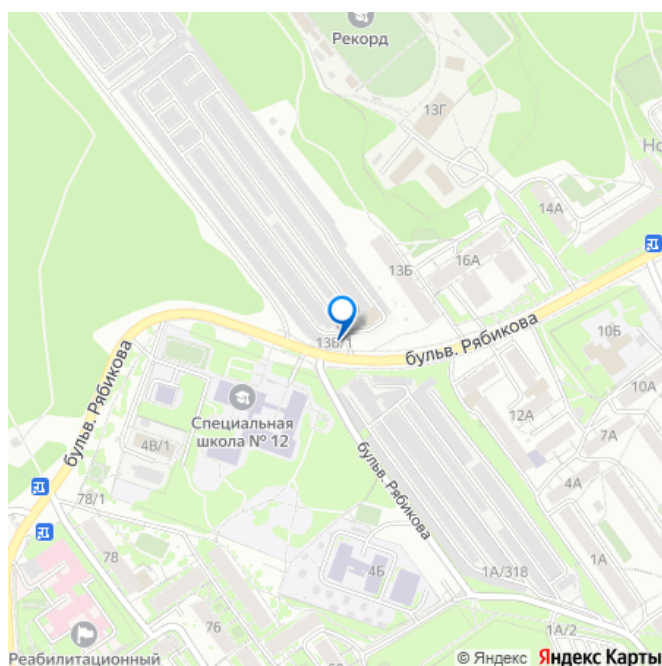 Рекорд
13Г
Но
14А
16А
13Б
13В/1
бульв. Рябикова
10Б
бульв. Рябикова
10А
Специальная
школа № 12
12А
7А
4В/1
бульв. Рябикова
4А
78/1
78
4Б
1А/318
1А
76
1А/2
Реабилитационный
© Яндекс Яндекс Карты